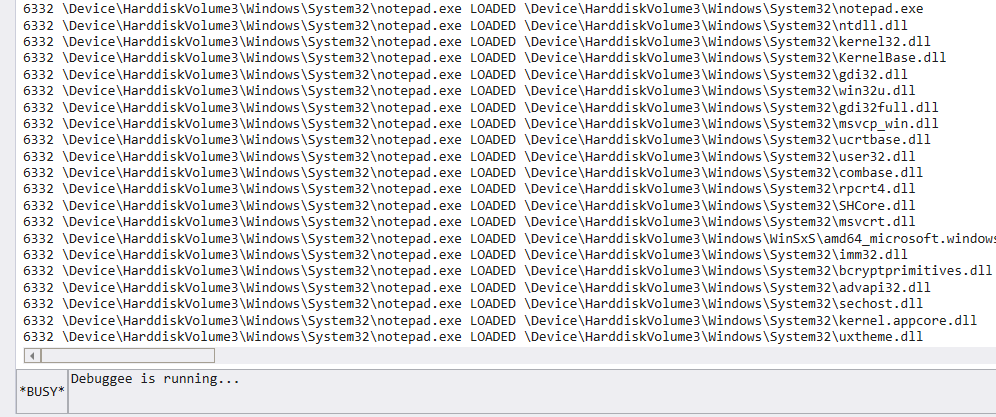 6332 \Device\HarddiskVolume3\Windows\System32\notepad.exe LOADED \Device\HarddiskVolume3\Windows\System32\notepad.exe
6332 \Device\HarddiskVolume3\Windows\System32\notepad.exe LOADED \Device\HarddiskVolume3\Windows\System32\ntdll.dll
6332 \Device\HarddiskVolume3\Windows\System32\notepad.exe LOADED \Device\HarddiskVolume3\Windows\System32\kernel32.dll
6332 \Device\HarddiskVolume3\Windows\System32\notepad.exe LOADED \Device\HarddiskVolume3\Windows\System32\KernelBase.dll
6332 \Device\HarddiskVolume3\Windows\System32\notepad.exe LOADED \Device\HarddiskVolume3\Windows\System32\gdi32.dll
6332 \Device\HarddiskVolume3\Windows\System32\notepad.exe LOADED \Device\HarddiskVolume3\Windows\System32\win32u.dll
6332 \Device\HarddiskVolume3\Windows\System32\notepad.exe LOADED \Device\HarddiskVolume3\Windows\System32\gdi32full.dll
6332 \Device\HarddiskVolume3\Windows\System32\notepad.exe LOADED \Device\HarddiskVolume3\Windows\System32\msvcp_win.dll
6332 \Device\HarddiskVolume3\Windows\System32\notepad.exe LOADED \Device\HarddiskVolume3\Windows\System32\ucrtbase.dll
6332 \Device\HarddiskVolume3\Windows\System32\notepad.exe LOADED \Device\HarddiskVolume3\Windows\System32\user32.dll
6332 \Device\HarddiskVolume3\Windows\System32\notepad.exe LOADED \Device\HarddiskVolume3\Windows\System32\combase.dll
6332 \Device\HarddiskVolume3\Windows\System32\notepad.exe LOADED \Device\HarddiskVolume3\Windows\System32\rpcrt4.dll
6332 \Device\HarddiskVolume3\Windows\System32\notepad.exe LOADED \Device\HarddiskVolume3\Windows\System32\SHCore.dll
6332 \Device\HarddiskVolume3\Windows\System32\notepad.exe LOADED \Device\HarddiskVolume3\Windows\System32\msvcrt.dll
6332 \Device\HarddiskVolume3\Windows\System32\notepad.exe LOADED \Device\HarddiskVolume3\Windows\WinSxS\amd64_microsoft.windows
6332 \Device\HarddiskVolume3\Windows\System32\notepad.exe LOADED \Device\HarddiskVolume3\Windows\System32\imm32.dll
6332 \Device\HarddiskVolume3\Windows\System32\notepad.exe LOADED \Device\HarddiskVolume3\Windows\System32\bcryptprimitives.dll
6332 \Device\HarddiskVolume3\Windows\System32\notepad.exe LOADED \Device\HarddiskVolume3\Windows\System32\advapi32.dll
6332 \Device\HarddiskVolume3\Windows\System32\notepad.exe LOADED \Device\HarddiskVolume3\Windows\System32\sechost.dll
6332 \Device\HarddiskVolume3\Windows\System32\notepad.exe LOADED \Device\HarddiskVolume3\Windows\System32\kernel.appcore.dll
6332 \Device\HarddiskVolume3\Windows\System32\notepad.exe LOADED \Device\HarddiskVolume3\Windows\System32\uxtheme.dll
Debuggee is running...
*BUSY*